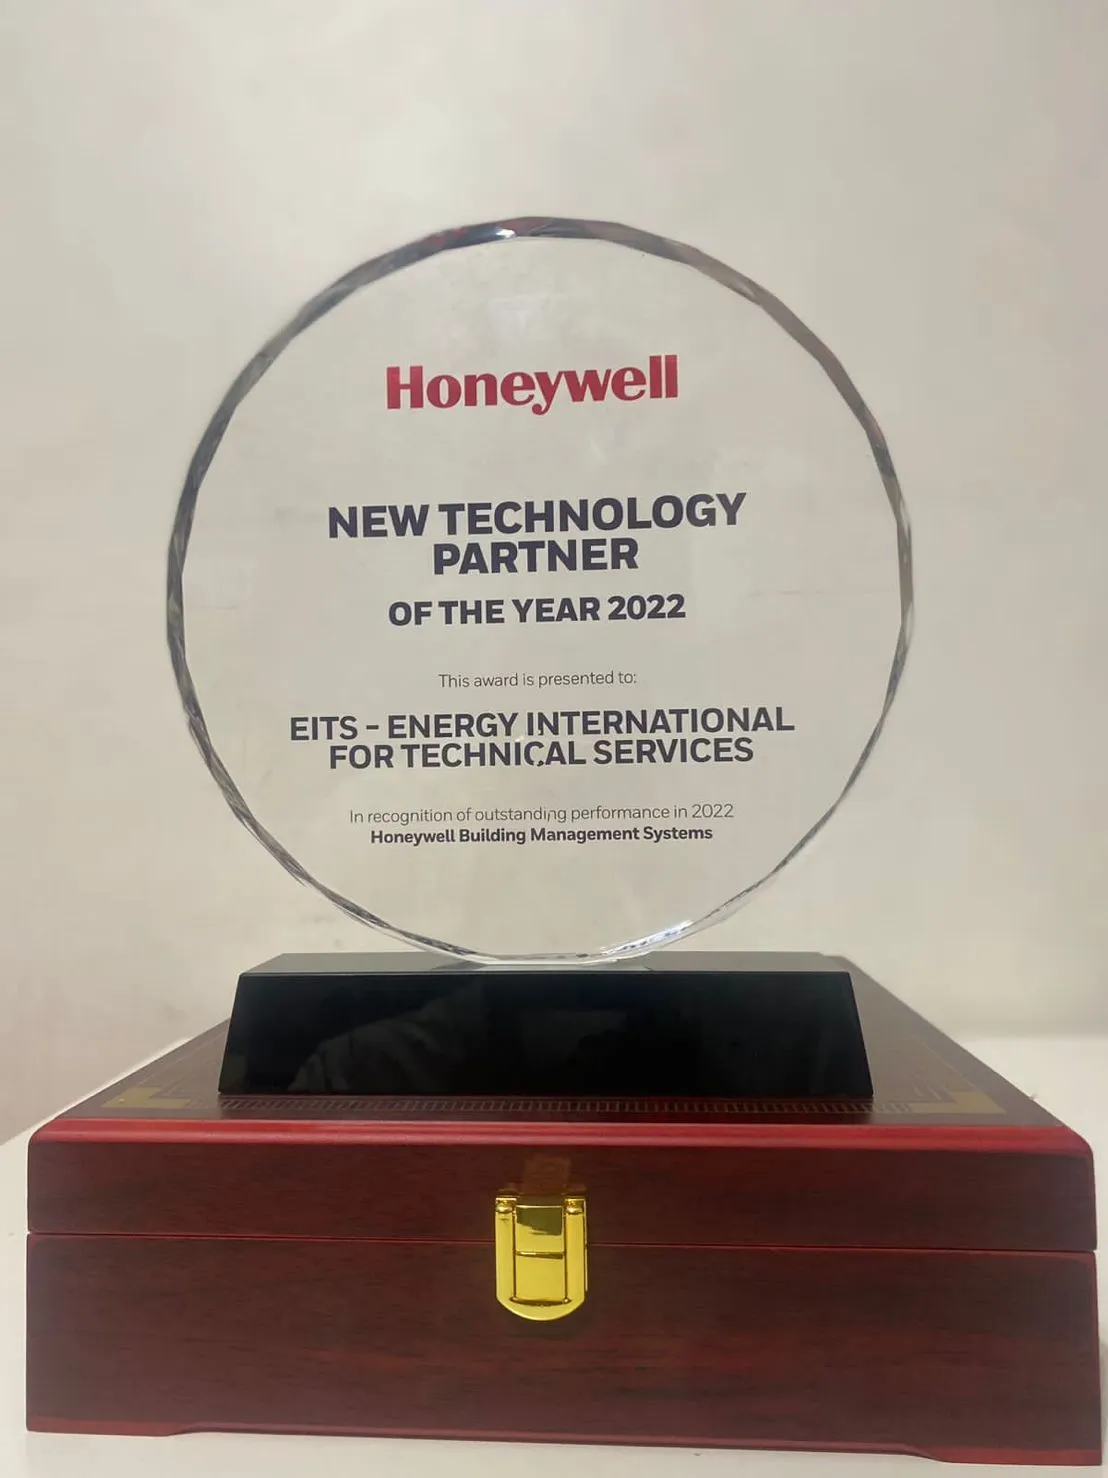 Honeywell
NEW TECHNOLOGY
PARTNER
OF THE YEAR 2022
This award is presented to:
EITS – ENERGY INTERNATIONAL
FOR TECHNICAL SERVICES
In recognition of outstanding performance in 2022
Honeywell Building Management Systems